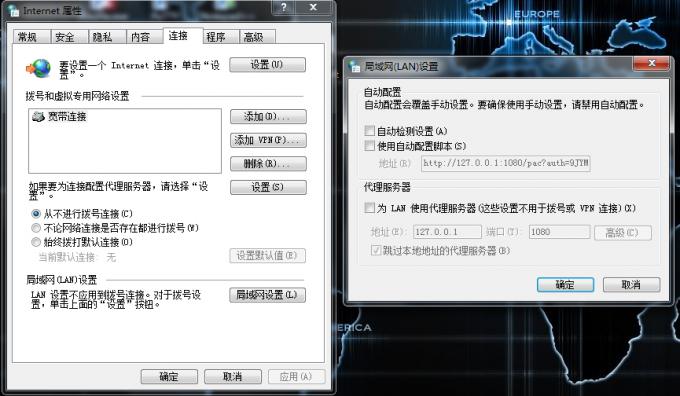 Internet 属性
常规
安全
隐私
内容
连接
程序
高级
要设置一个 Internet 连接，单击“设
置”。
设置(U)
拨号和虚拟专用网络设置
宽带连接
添加(D)...
添加 VPN(P)...
删除(R)...
如果要为连接配置代理服务器，请选择“设
置”。
设置(S)
从不进行拨号连接(C)
不论网络连接是否存在都进行拨号(W)
始终拨打默认连接(O)
当前默认连接: 无
设置默认值(E)
局域网(LAN)设置
LAN 设置不应用到拨号连接。对于拨号设
置，单击上面的“设置”按钮。
局域网设置(L)
确定
取消
应用(A)
EUROPE
局域网(LAN)设置
自动配置
自动配置会覆盖手动设置。要确保使用手动设置，请禁用自动配置。
自动检测设置(A)
使用自动配置脚本(S)
地址(R)
http://127.0.0.1:1080/pac?auth=9JYM
代理服务器
为 LAN 使用代理服务器(这些设置不用于拨号或 VPN 连接)(X)
地址(E):
127.0.0.1
端口(T):
1080
高级(C)
跳过本地地址的代理服务器(B)
确定
取消
MERICA